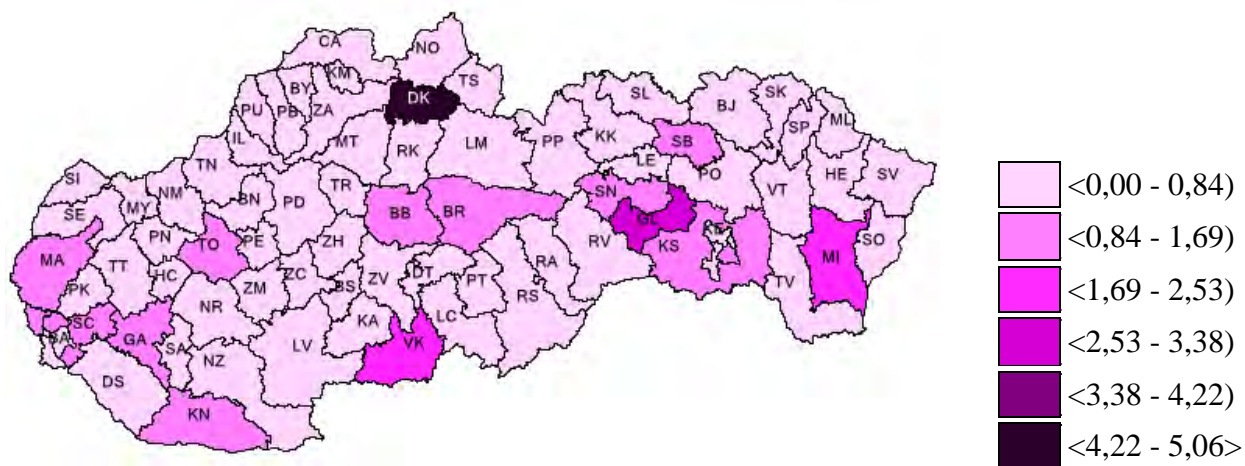 CA
NO
KM
TS
BY
DK
SL
SK
PU
PB
ZA
BJ
ML
SP
IL
MT
RK
LM
PP
KK
SB
TN
LE
PO
HE
SV
SI
NM
BN
PD
TR
SN
VT
SE
MY
BB
BR
GL
PN
TO
PE
ZH
RV
KS
KE
SO
MA
TT
HC
ZM
ZC
BS
ZV
DT
PT
RA
MI
PK
NR
RS
TV
BA
SC
GA
SA
NZ
LV
KA
VK
LC
DS
KN
<0,00 - 0,84)
<0,84 - 1,69)
<1,69 - 2,53)
<2,53 - 3,38)
<3,38 - 4,22)
<4,22 - 5,06>